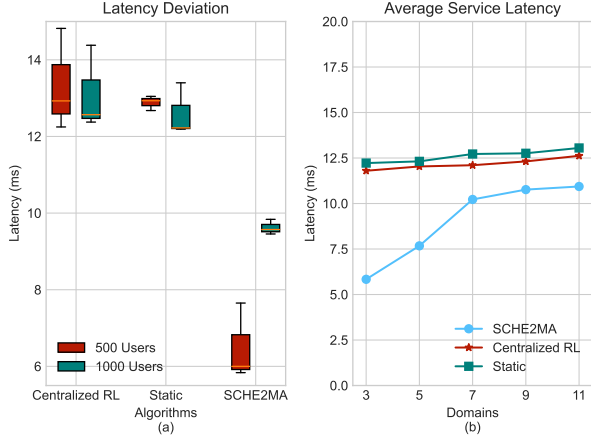 Latency Deviation
Latency (ms)
14
12
10
8
6
500 Users
1000 Users
Centralized RL
Static
SCHE2MA
Algorithms
(a)
Average Service Latency
Latency (ms)
20.0
17.5
15.0
12.5
10.0
7.5
5.0
2.5
0.0
SCHE2MA
Centralized RL
Static
3 5 7 9 11
Domains
(b)